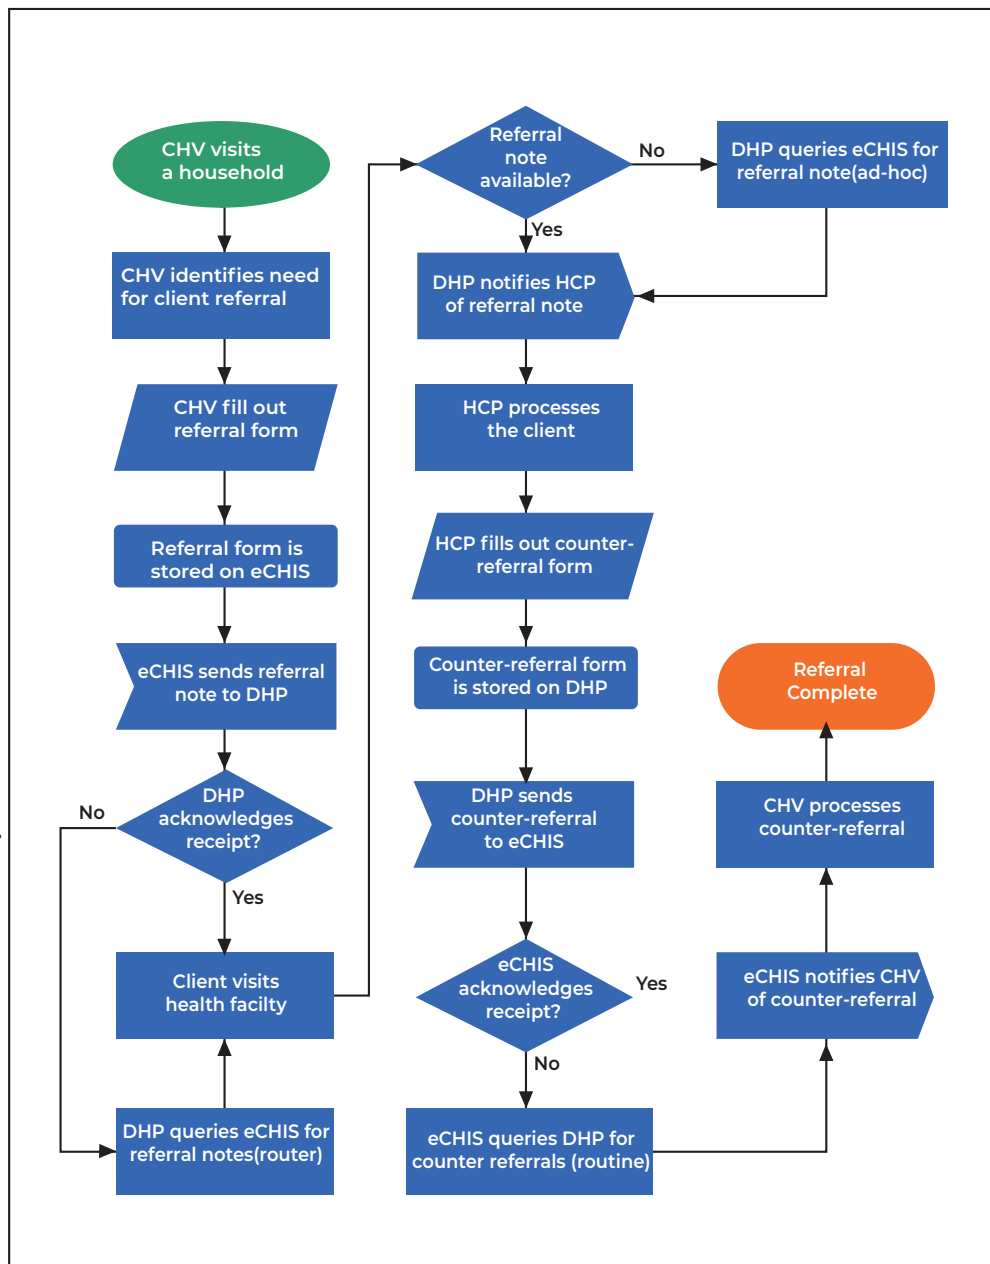 CHV visits
a household
CHV identifies need
for client referral
CHV fill out
referral form
Referral form is
stored on eCHIS
eCHIS sends referral
note to DHP
DHP
acknowledges
receipt?
No
Yes
Client visits
health facilty
DHP queries eCHIS for
referral notes(router)
Referral
note
available?
No
Yes
DHP queries eCHIS for
referral note(ad-hoc)
DHP notifies HCP
of referral note
HCP processes
the client
HCP fills out counter-
referral form
Counter-referral form
is stored on DHP
DHP sends
counter-referral
to eCHIS
eCHIS
acknowledges
receipt?
Yes
No
eCHIS queries DHP for
counter referrals (routine)
eCHIS notifies CHV
of counter-referral
CHV processes
counter-referral
Referral
Complete